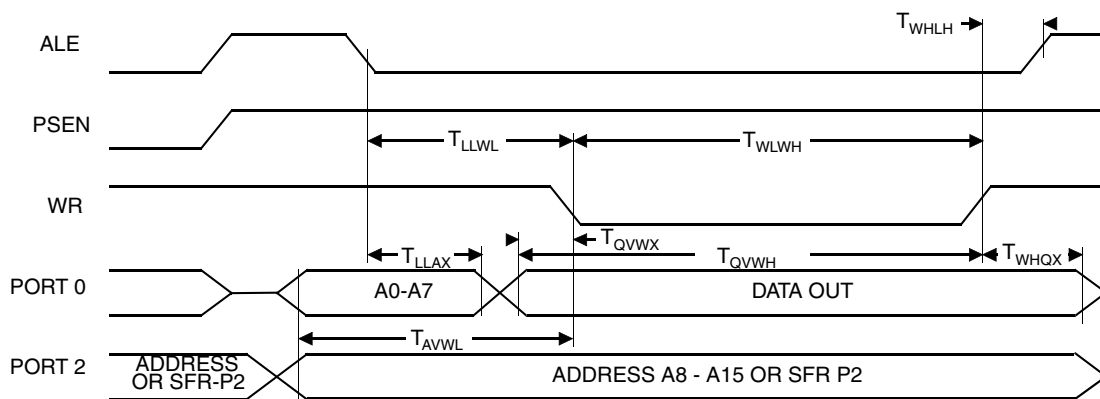 ALE
T_WHLH
PSEN
T_LLWL
T_WLWH
WR
T_LLAX
T_QVWX
T_QVWH
T_WHQX
PORT 0
A0-A7
DATA OUT
T_AVWL
PORT 2
ADDRESS
OR SFR-P2
ADDRESS A8 - A15 OR SFR P2